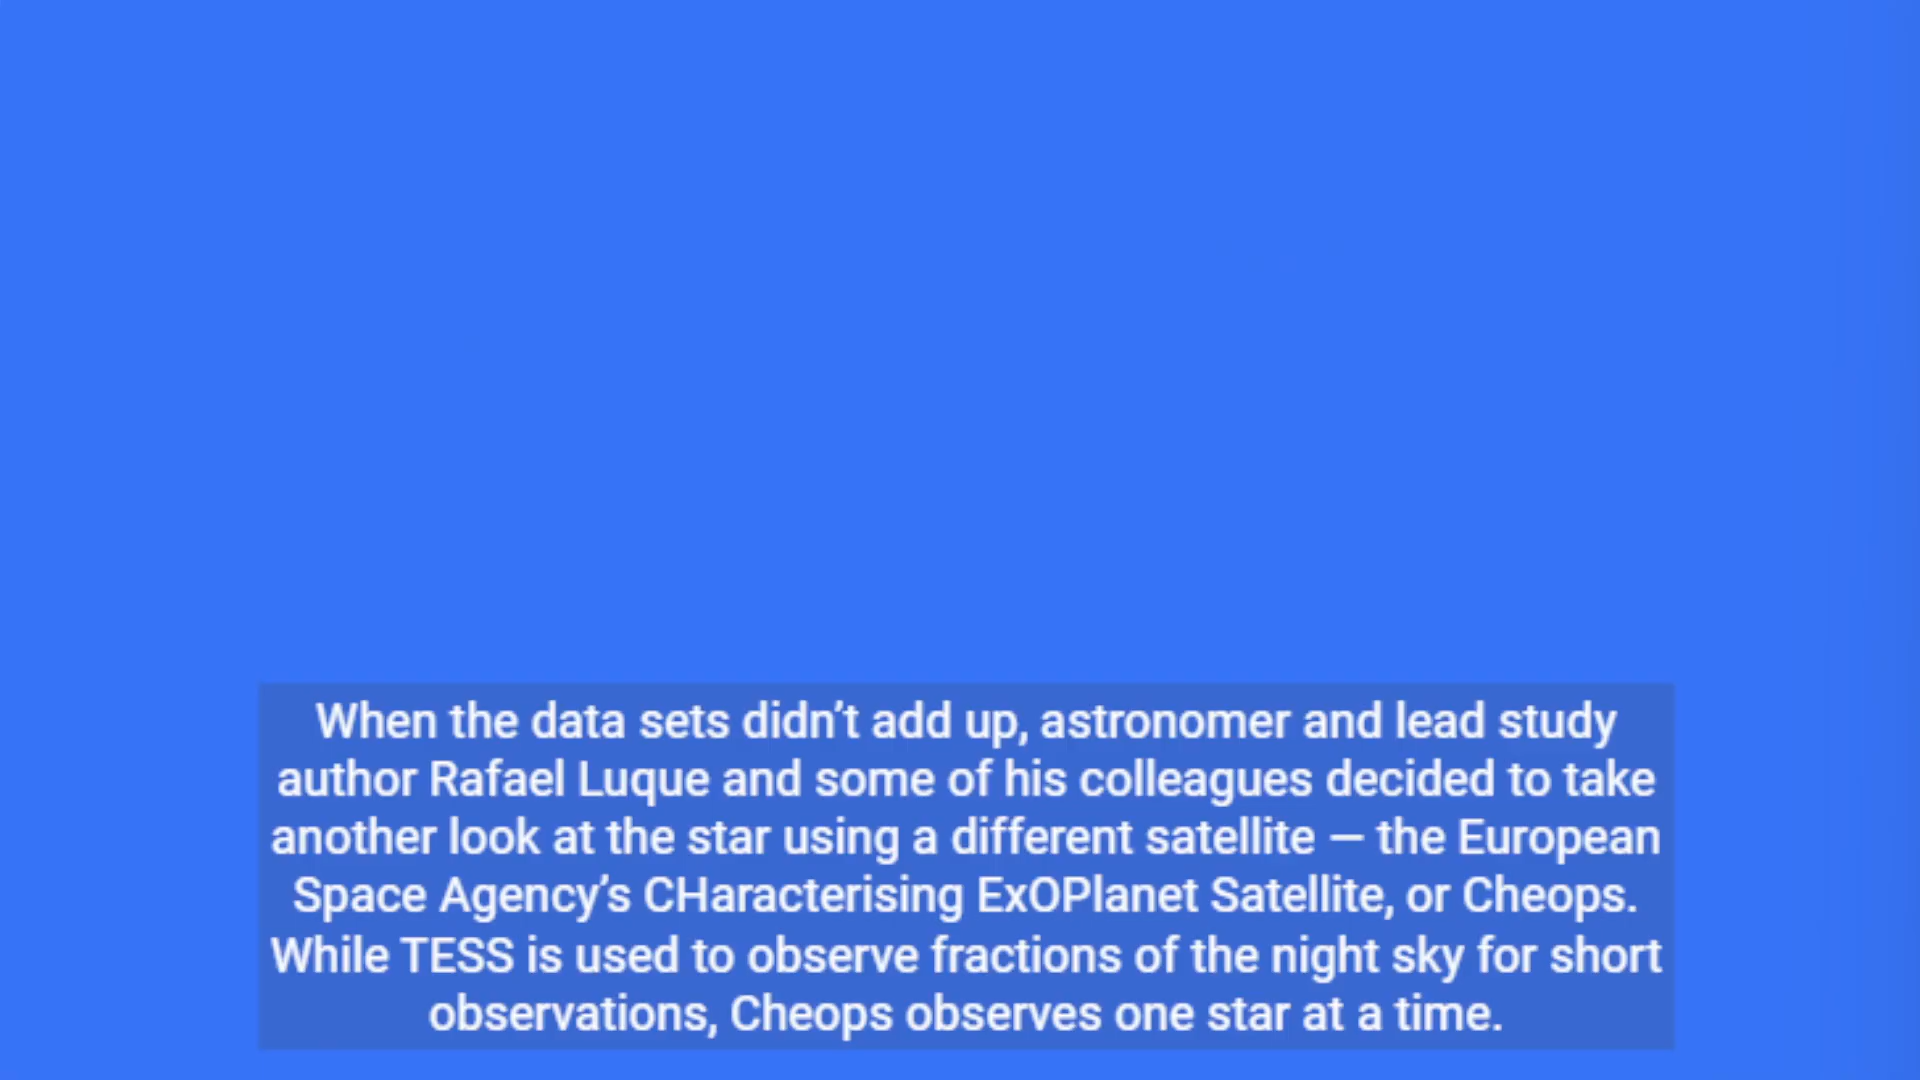 When the data sets didn’t add up, astronomer and lead study
author Rafael Luque and some of his colleagues decided to take
another look at the star using a different satellite — the European
Space Agency’s CHaracterising ExOPlanet Satellite, or Cheops.
While TESS is used to observe fractions of the night sky for short
observations, Cheops observes one star at a time.